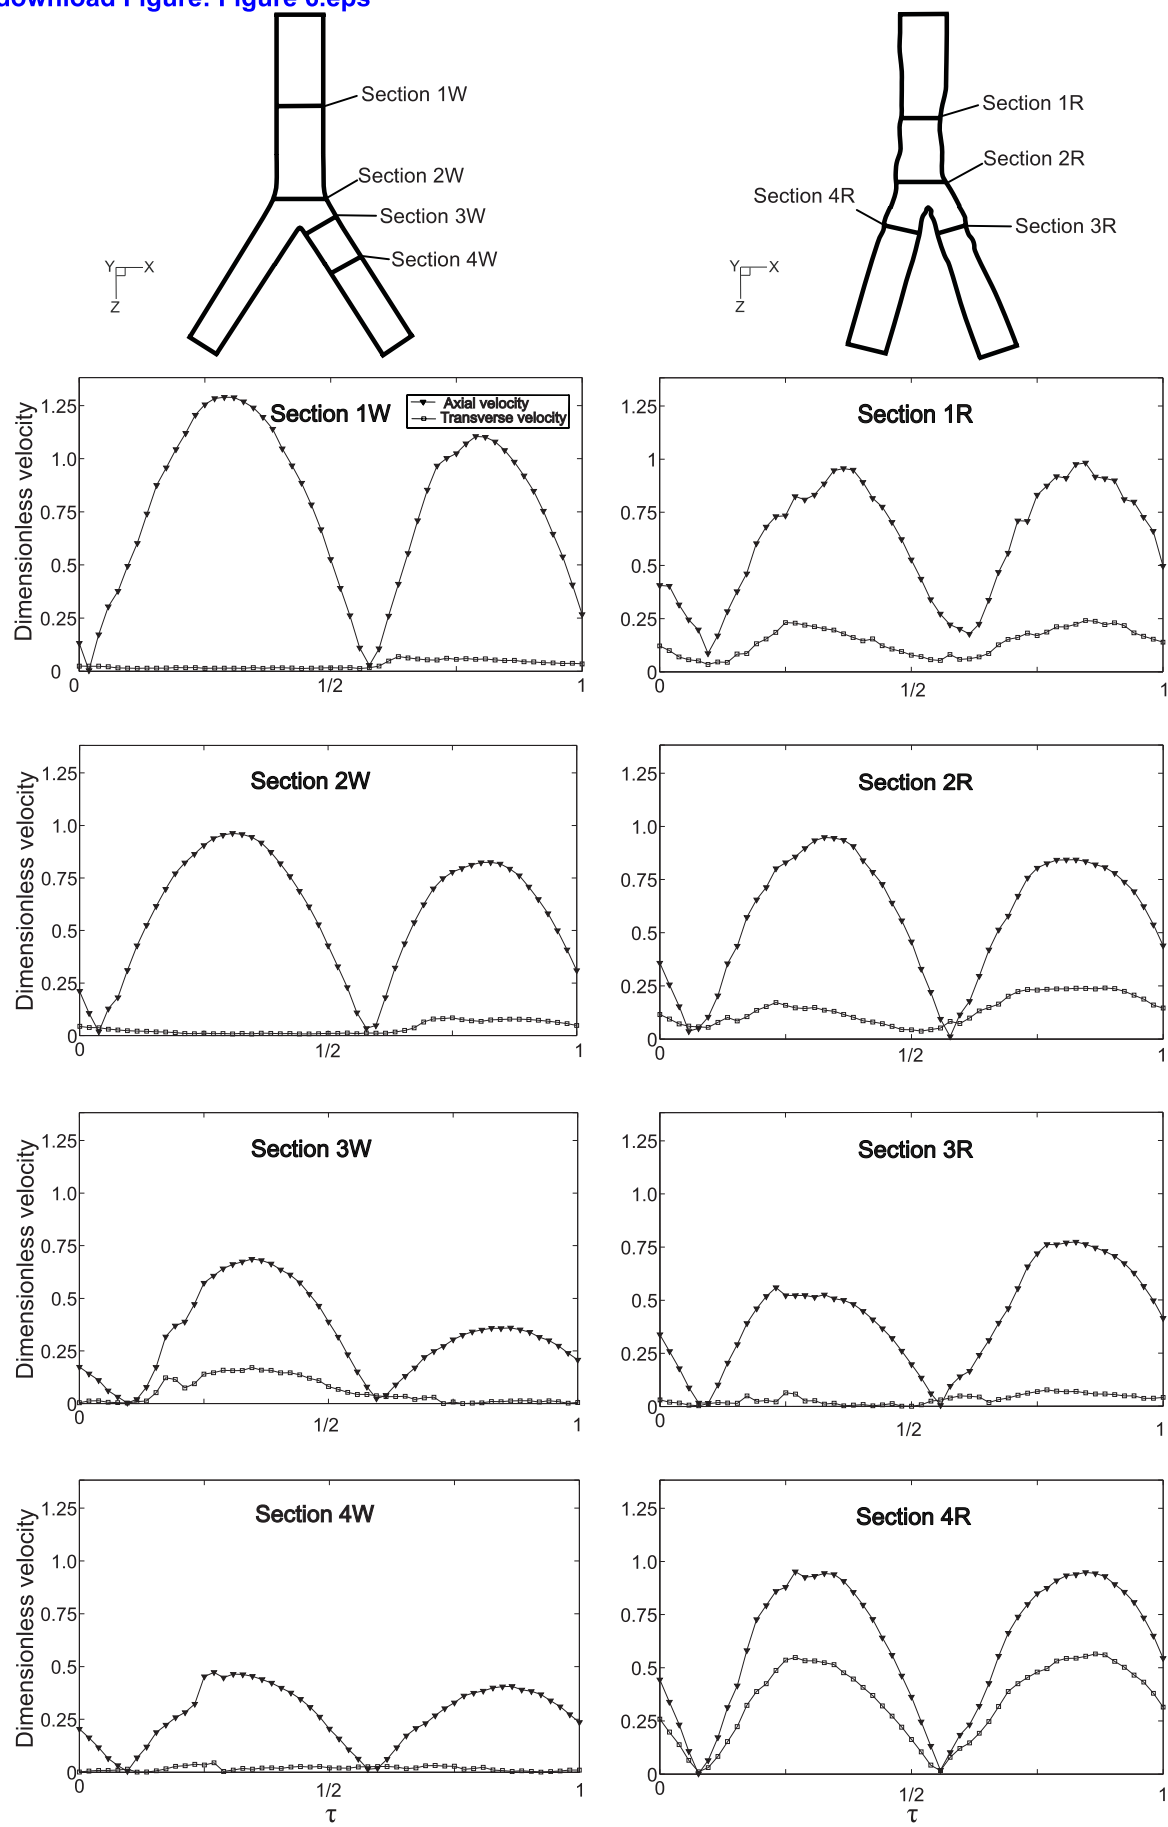 download Figure: Figure 6.eps
Section 1W
Section 2W
Section 3W
Section 4W
Y X
Z
Section 1R
Section 2R
Section 4R
Section 3R
Y X
Z
Dimensionless velocity
1.25
1.0
0.75
0.5
0.25
0
0 1/2 1
Section 1W
Axial velocity
Transverse velocity
1.25
1
0.75
0.5
0.25
0
0 1/2 1
Section 1R
Dimensionless velocity
1.25
1.0
0.75
0.5
0.25
0
0 1/2 1
Section 2W
1.25
1.0
0.75
0.5
0.25
0
0 1/2 1
Section 2R
Dimensionless velocity
1.25
1.0
0.75
0.5
0.25
0
0 1/2 1
Section 3W
1.25
1.0
0.75
0.5
0.25
0
0 1/2 1
Section 3R
Dimensionless velocity
1.25
1.0
0.75
0.5
0.25
0
0 1/2 1
Section 4W
τ
1.25
1.0
0.75
0.5
0.25
0
0 1/2 1
Section 4R
τ